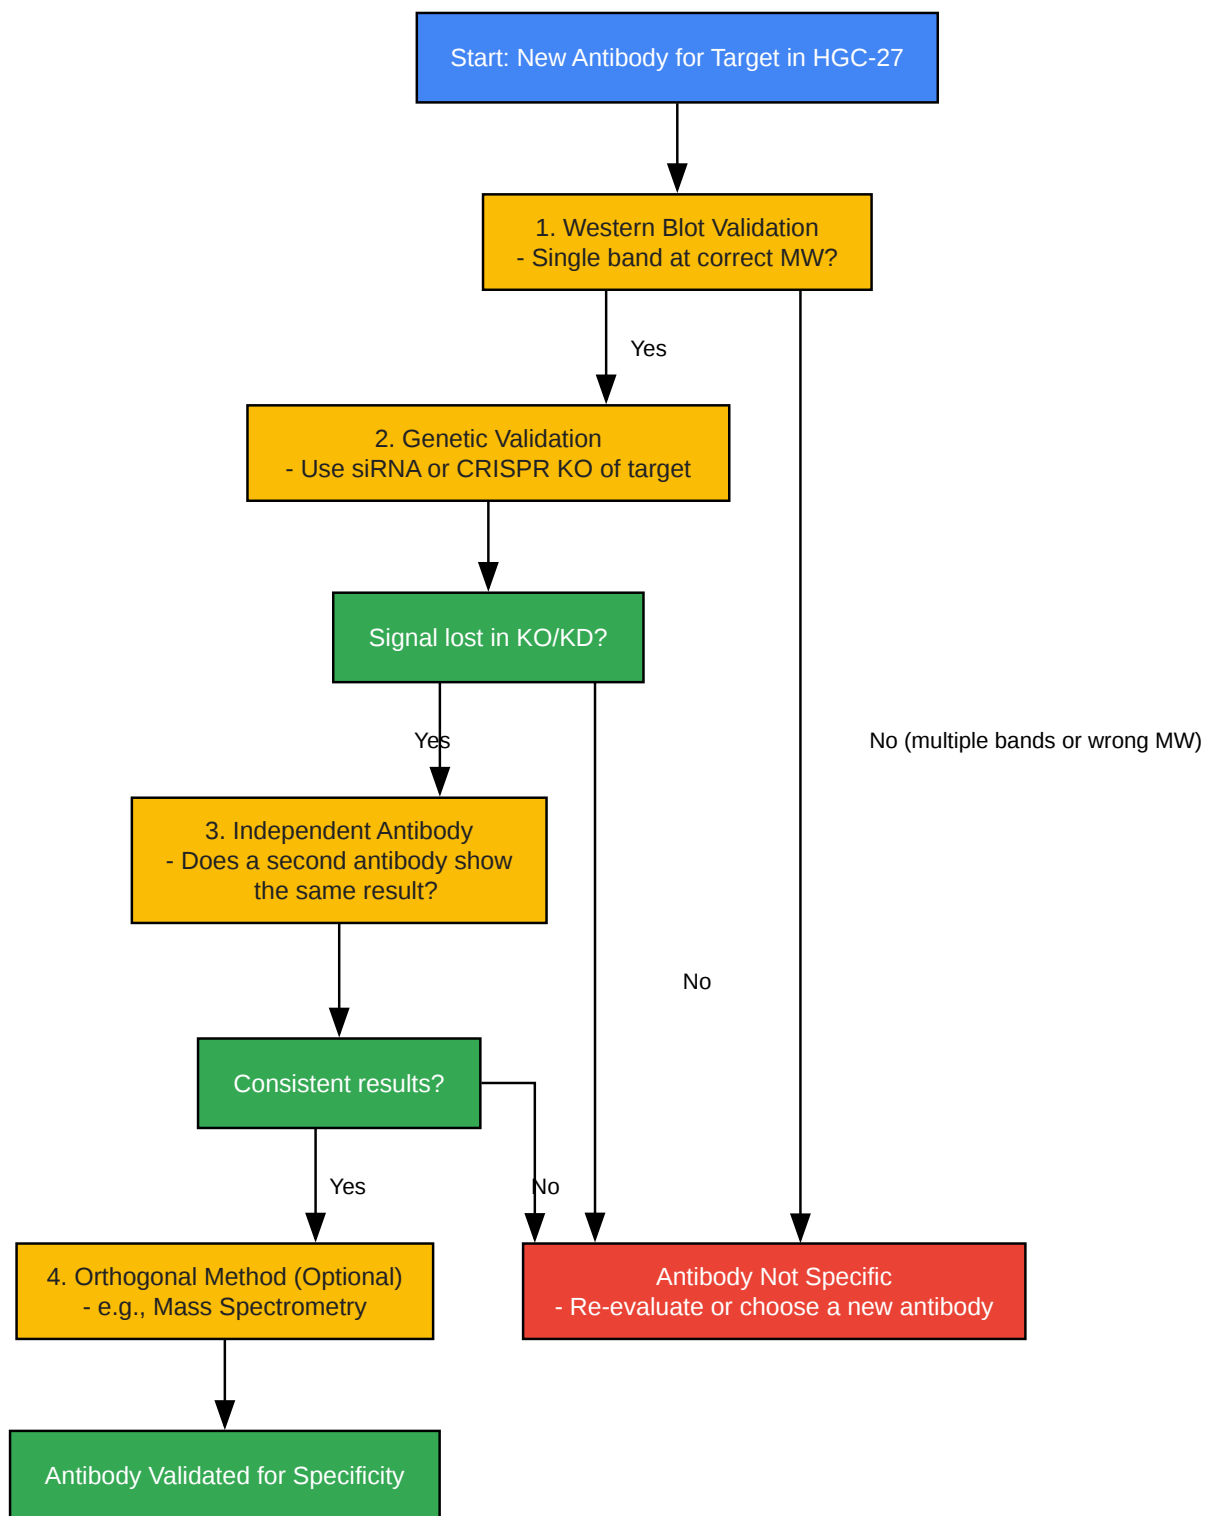 Start: New Antibody for Target in HGC-27
1. Western Blot Validation
- Single band at correct MW?
Yes
2. Genetic Validation
- Use siRNA or CRISPR KO of target
Signal lost in KO/KD?
Yes
No (multiple bands or wrong MW)
3. Independent Antibody
- Does a second antibody show
the same result?
No
Consistent results?
Yes
No
4. Orthogonal Method (Optional)
- e.g., Mass Spectrometry
Antibody Not Specific
- Re-evaluate or choose a new antibody
Antibody Validated for Specificity